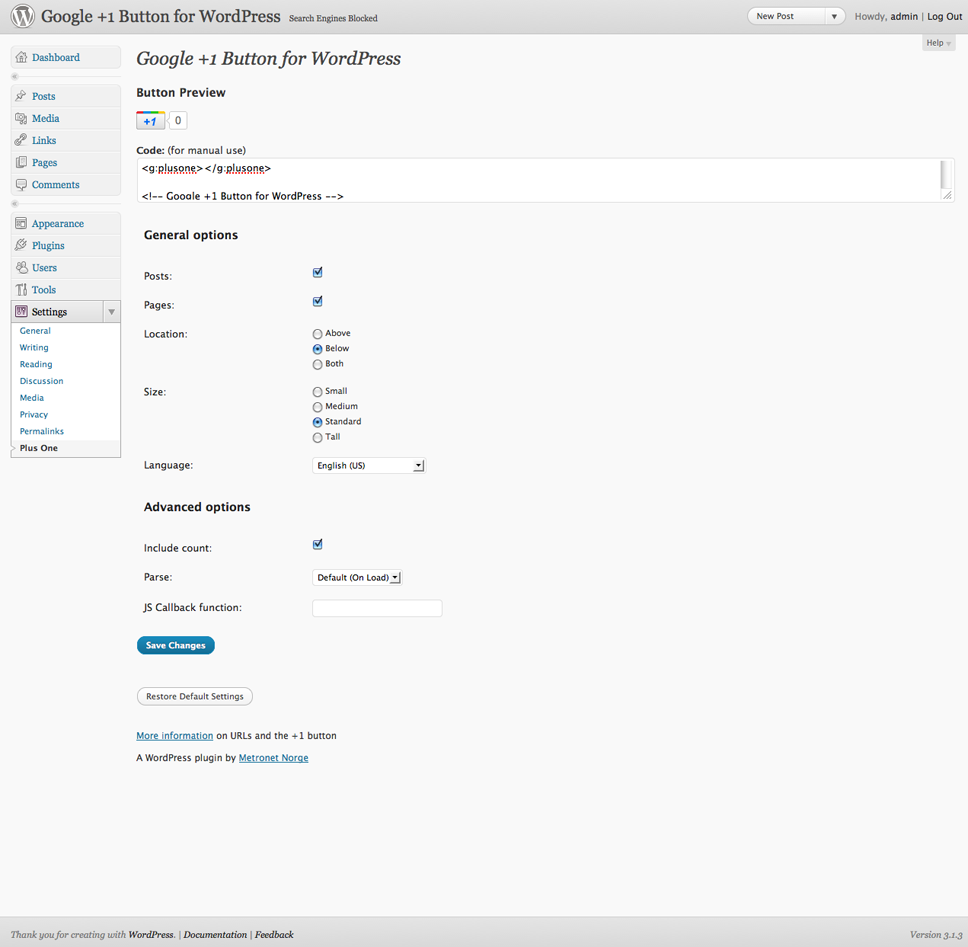 Google +1 Button for WordPress Search Engines Blocked
New Post
Howdy, admin | Log Out
Help
Dashboard
Posts
Media
Links
Pages
Comments
Appearance
Plugins
Users
Tools
Settings
General
Writing
Reading
Discussion
Media
Privacy
Permalinks
Plus One
Google +1 Button for WordPress
Button Preview
+1 0
Code: (for manual use)
<g:plusone></g:plusone>
<!-- Google +1 Button for WordPress -->
General options
Posts:
Pages:
Location:
Above
Below
Both
Size:
Small
Medium
Standard
Tall
Language: English (US)
Advanced options
Include count:
Parse: Default (On Load)
JS Callback function:
Save Changes
Restore Default Settings
More information on URLs and the +1 button
A WordPress plugin by Metronet Norge
Thank you for creating with WordPress. | Documentation | Feedback
Version 3.1.3